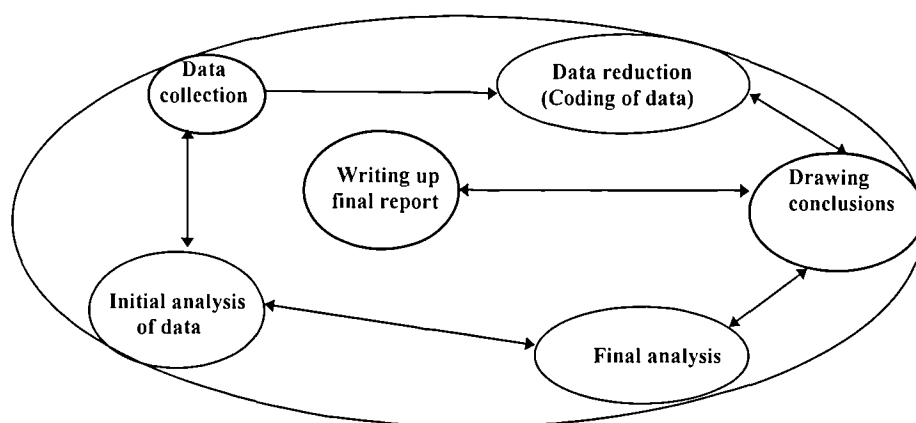 Data
collection
Data reduction
(Coding of data)
Writing up
final report
Drawing
conclusions
Initial analysis
of data
Final analysis